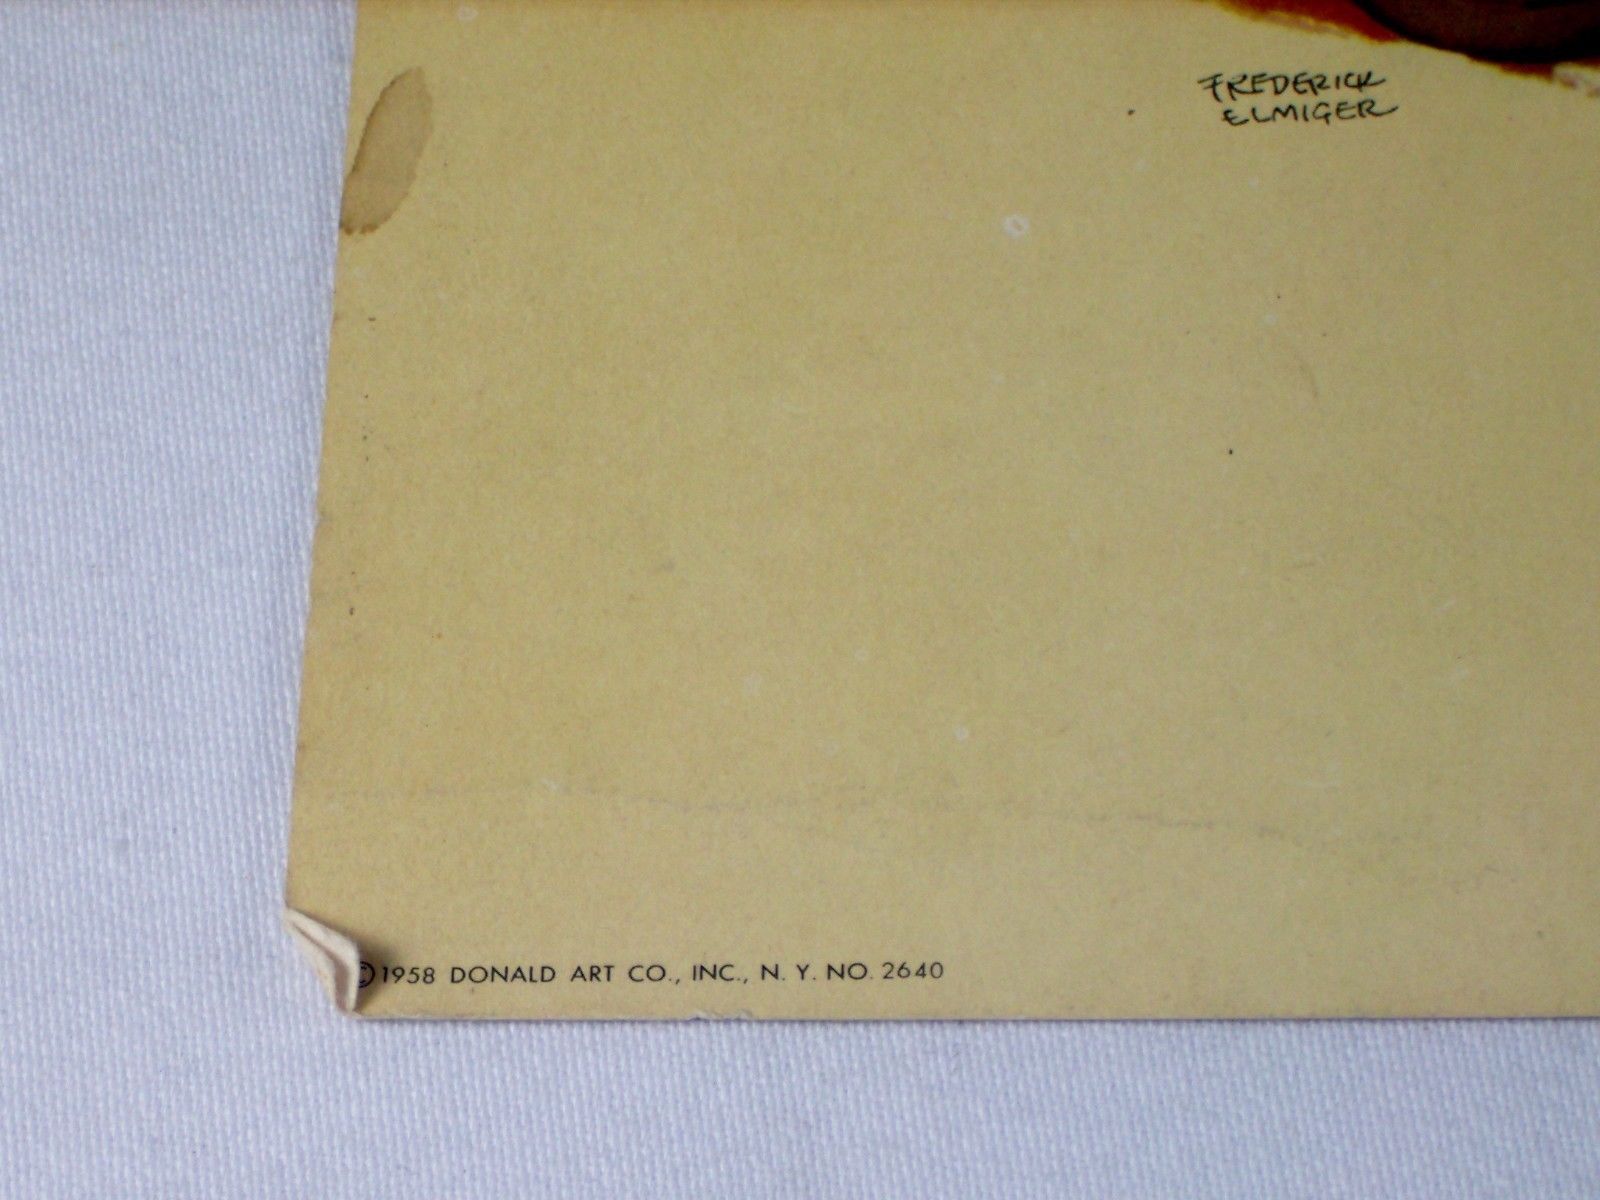 FREDERICK
ELMIGER
©1958 DONALD ART CO., INC., N. Y. NO. 2640